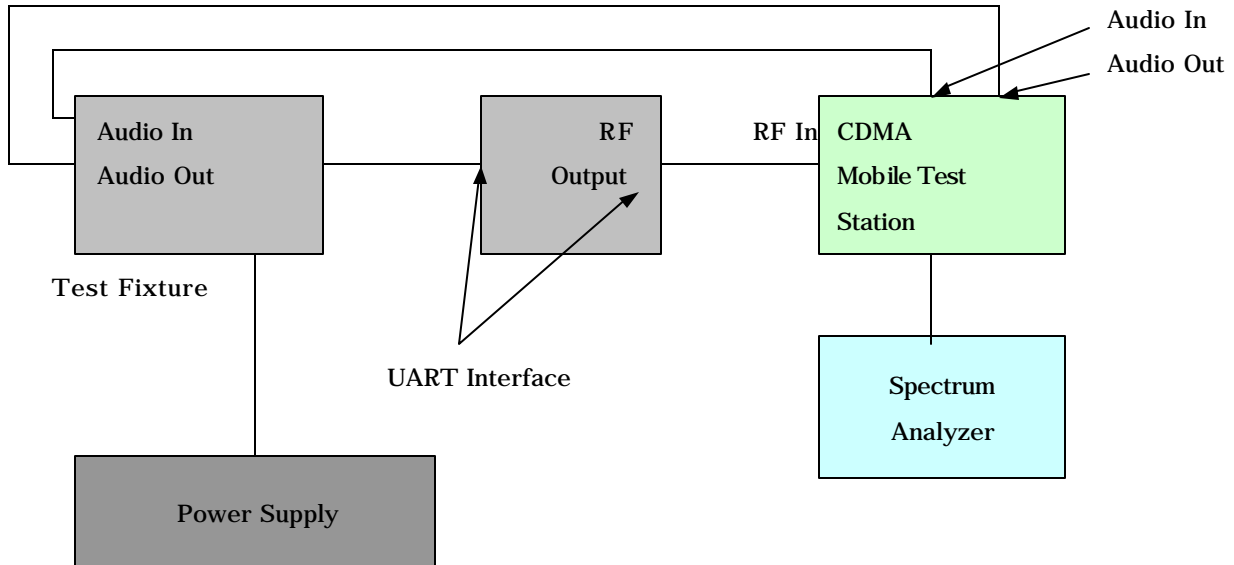 Audio In
Audio Out
Audio In
Audio Out
RF
Output
RF In
CDMA
Mobile Test
Station
Test Fixture
UART Interface
Spectrum
Analyzer
Power Supply